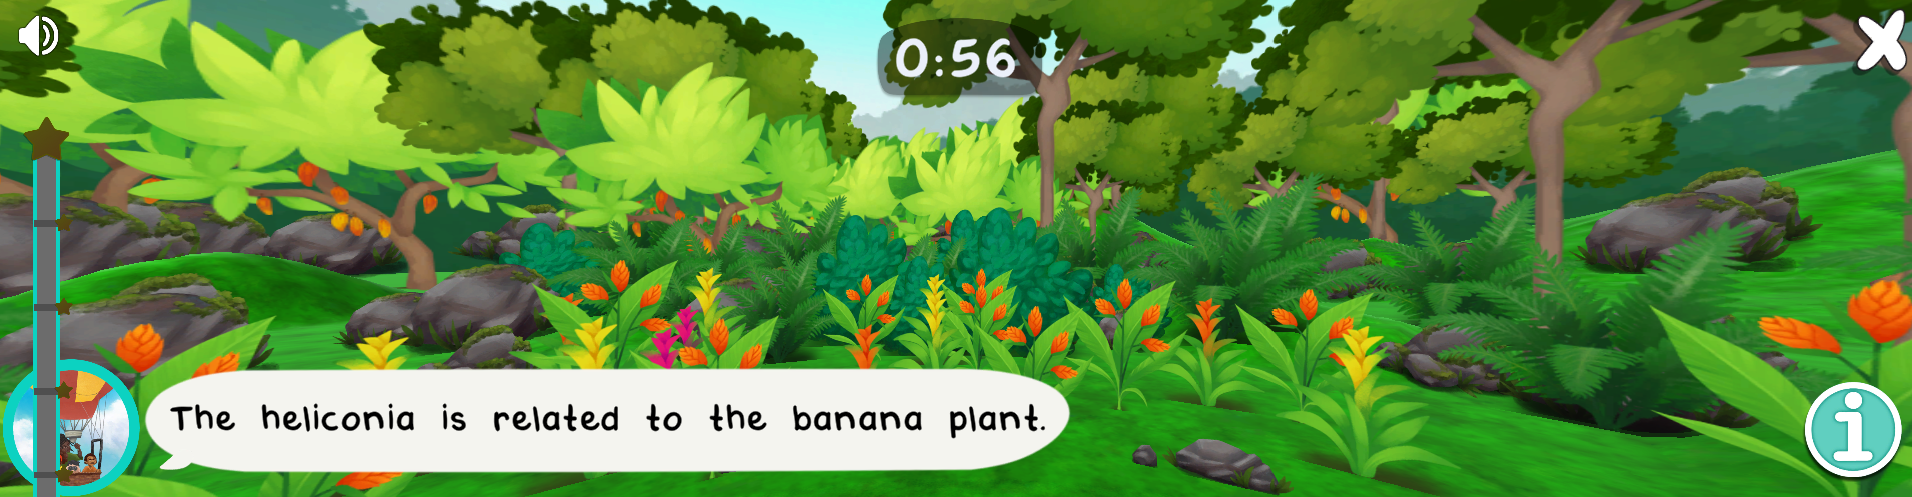 0:56
The heliconia is related to the banana plant.